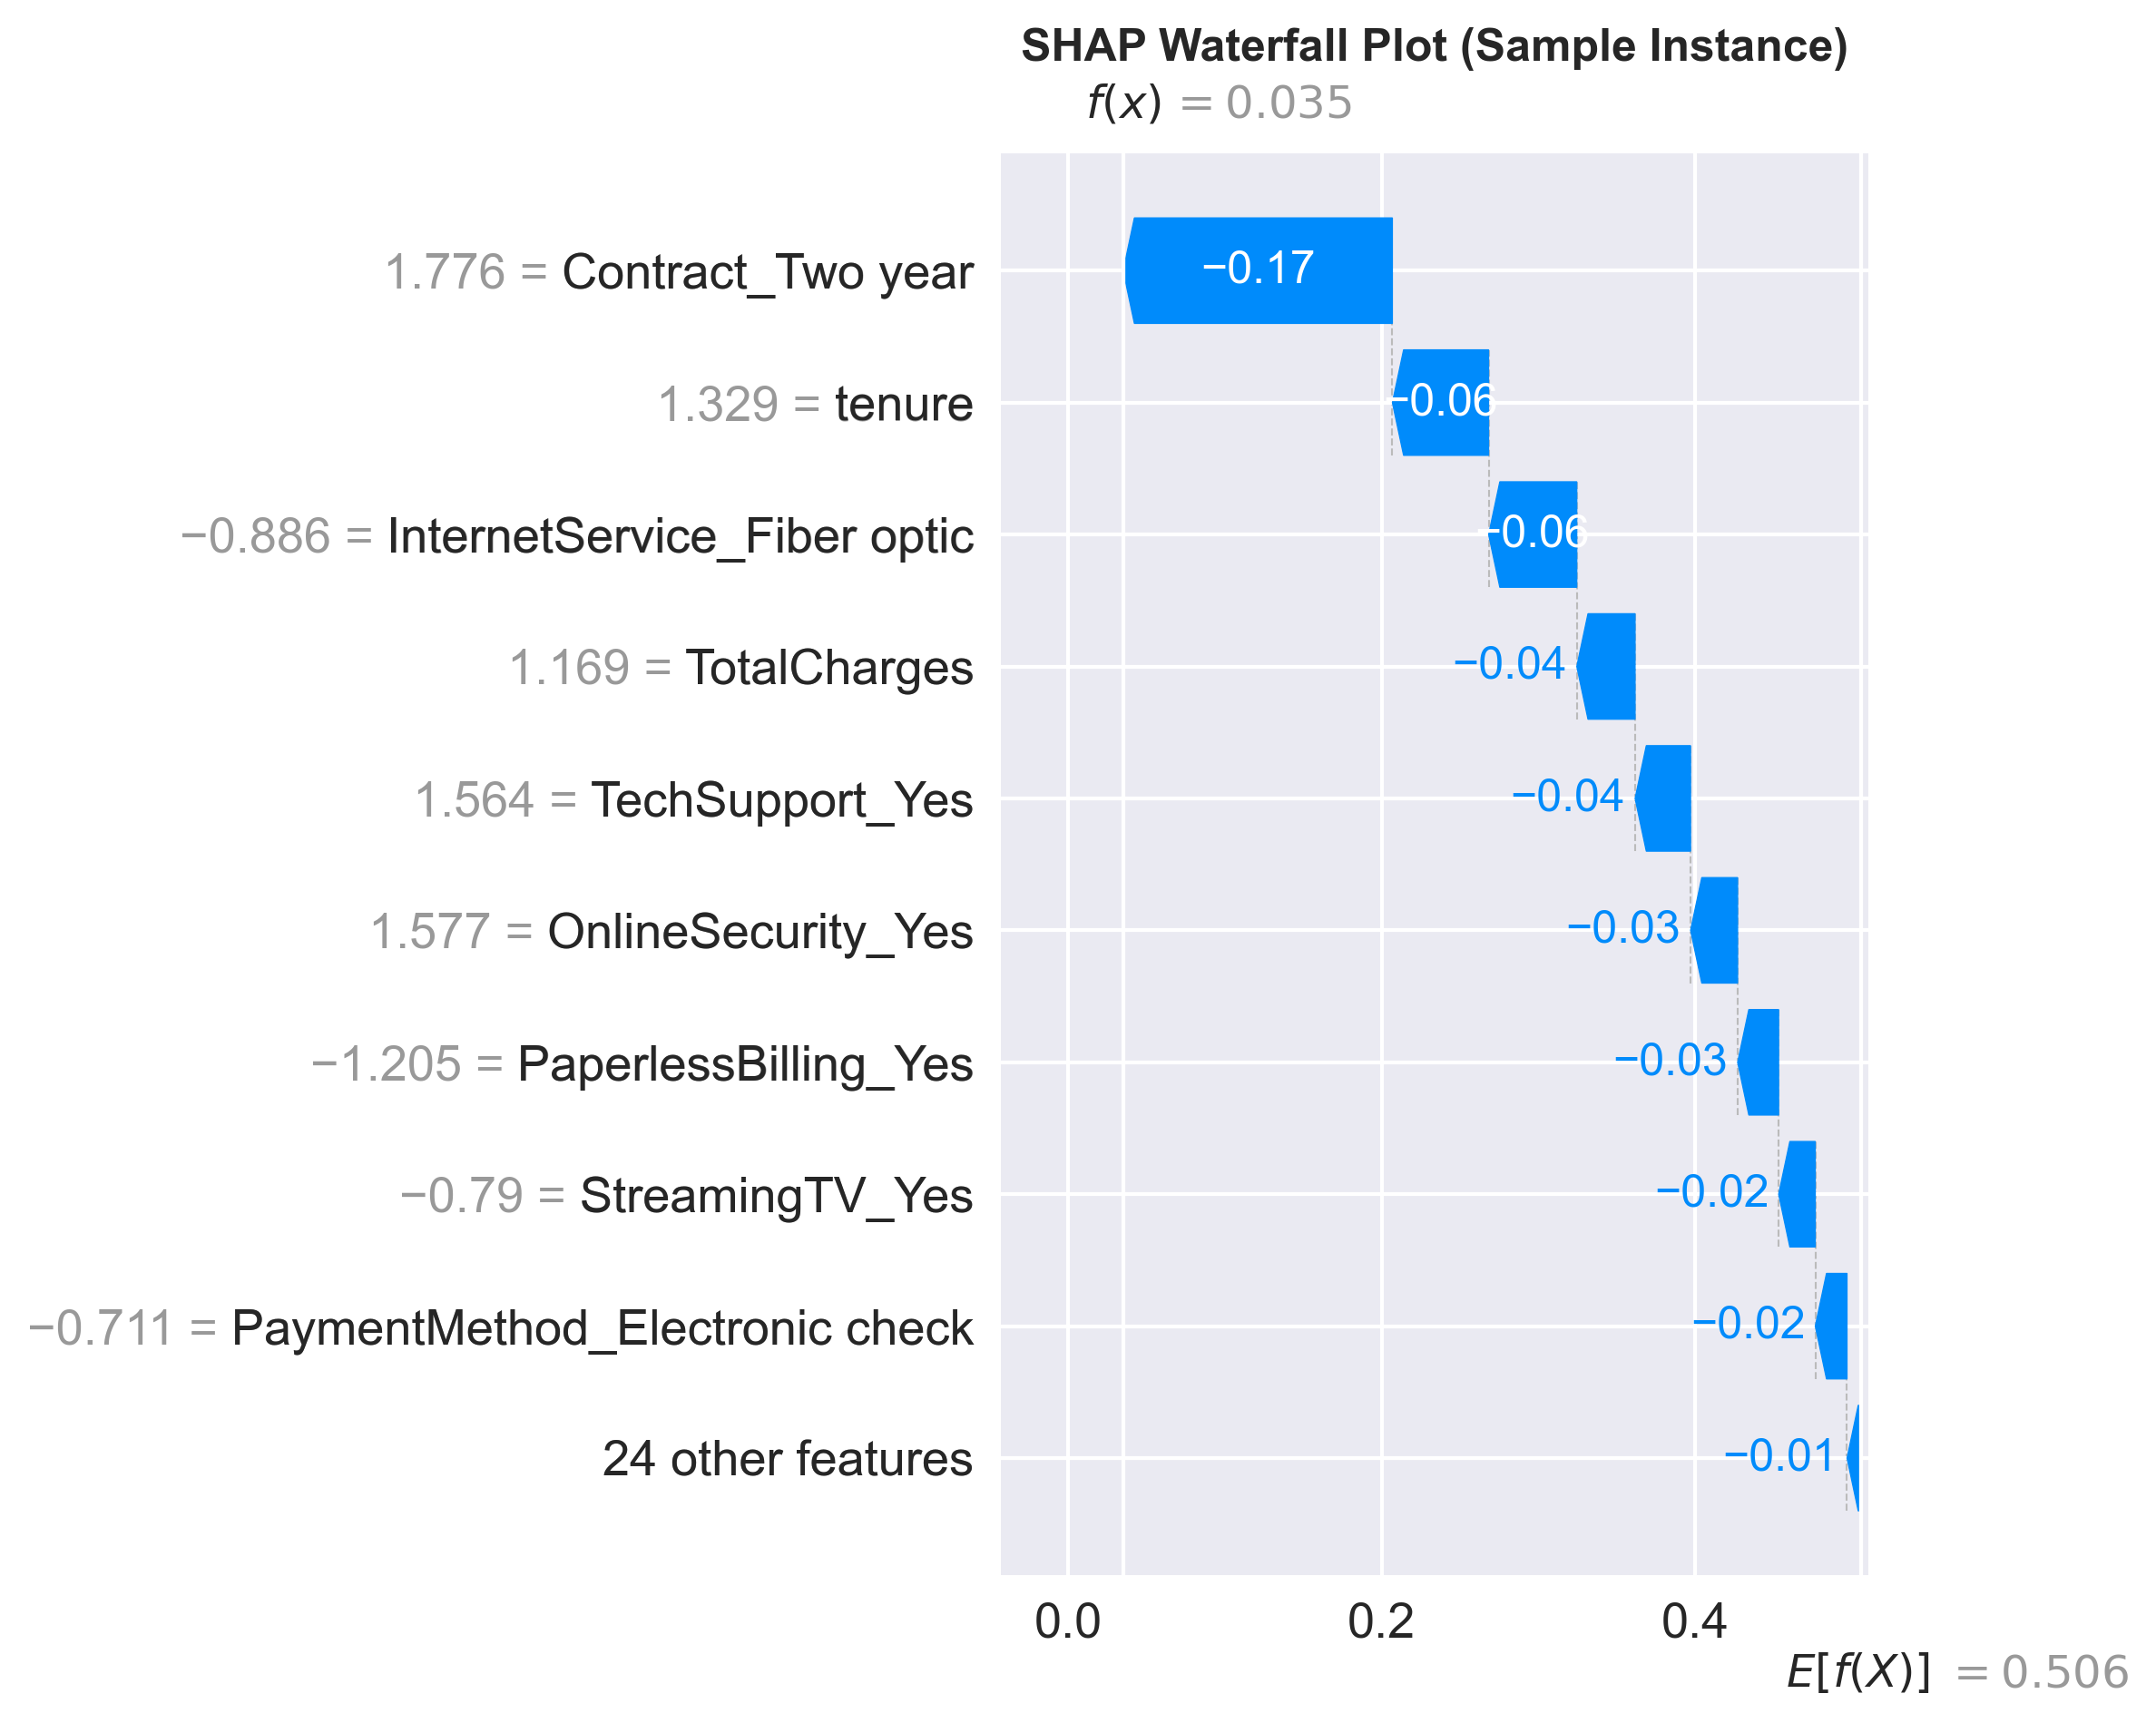 SHAP Waterfall Plot (Sample Instance)
f(x) = 0.035
1.776 = Contract_Two year
−0.17
1.329 = tenure
−0.06
−0.886 = InternetService_Fiber optic
−0.06
1.169 = TotalCharges
−0.04
1.564 = TechSupport_Yes
−0.04
1.577 = OnlineSecurity_Yes
−0.03
−1.205 = PaperlessBilling_Yes
−0.03
−0.79 = StreamingTV_Yes
−0.02
−0.711 = PaymentMethod_Electronic check
−0.02
24 other features
−0.01
0.0 0.2 0.4
E[f(X)] = 0.506